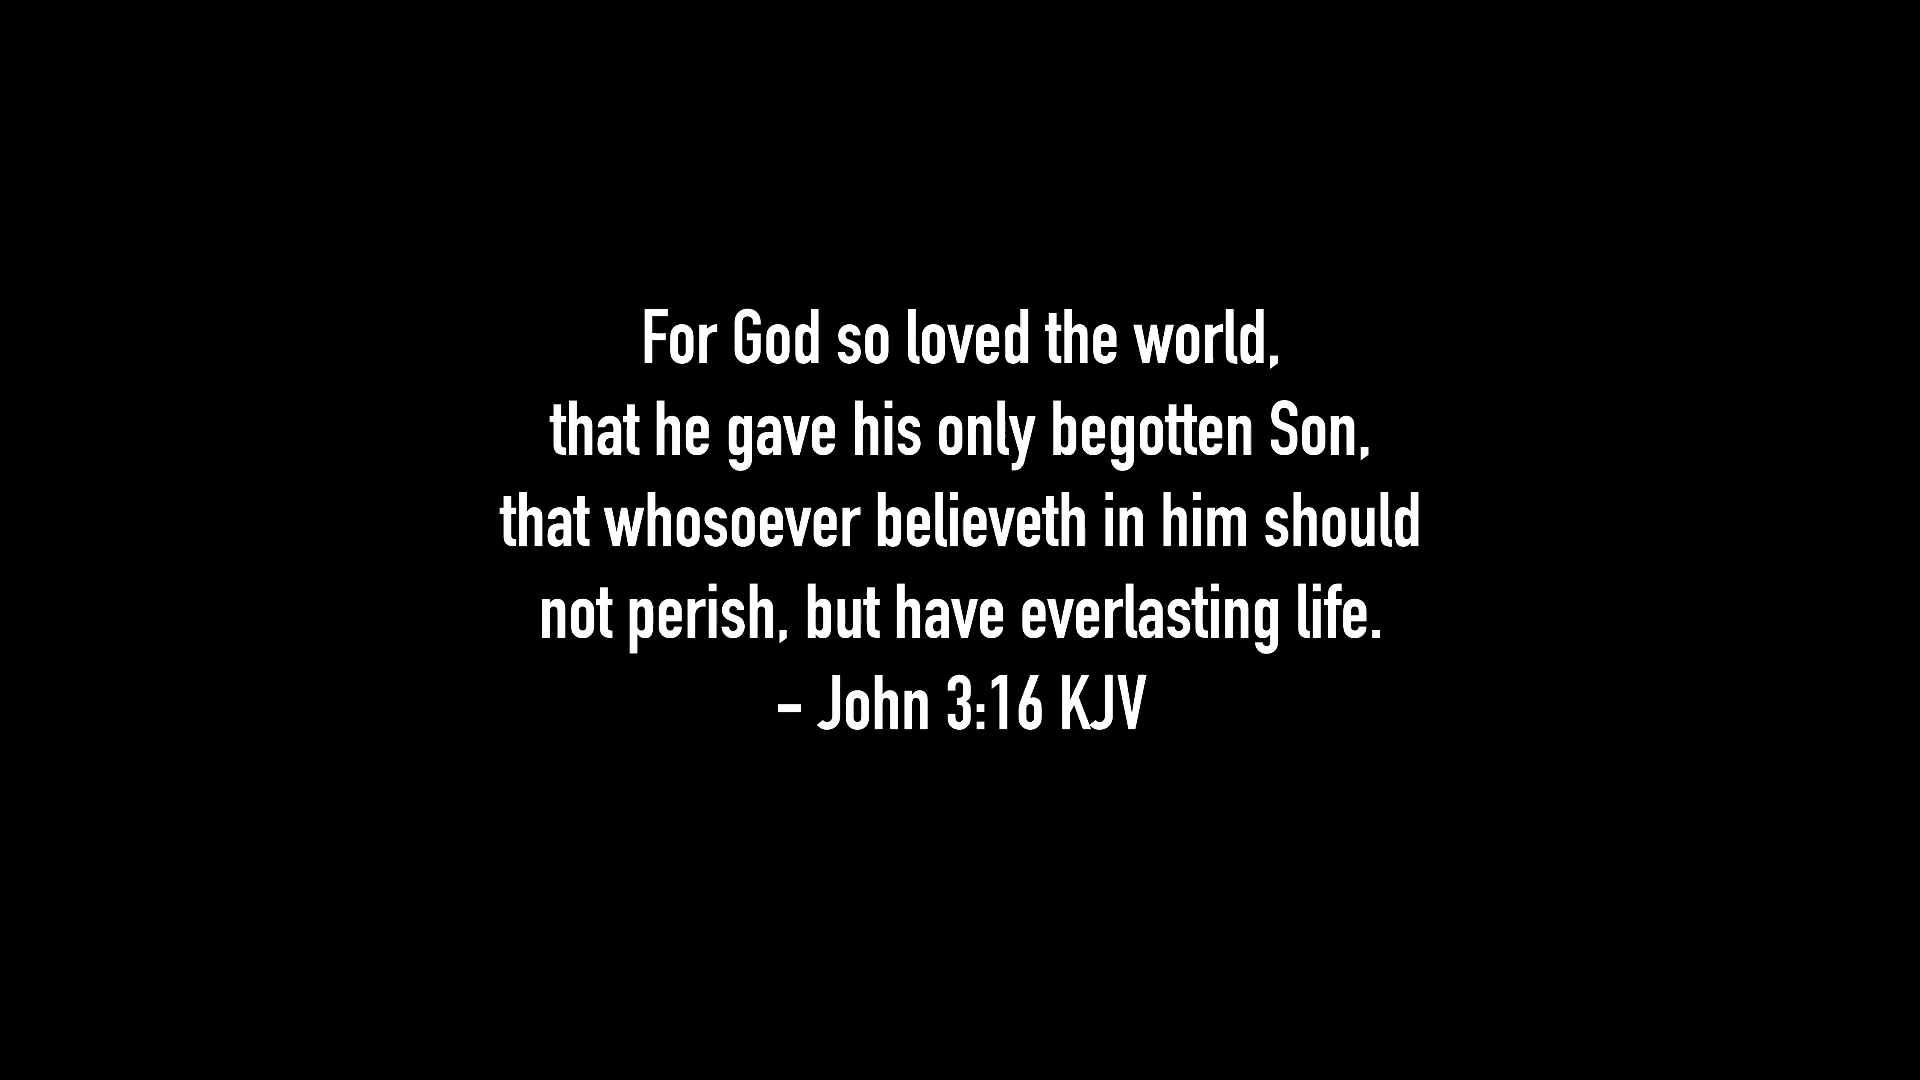 For God so loved the world,
that he gave his only begotten Son,
that whosoever believeth in him should
not perish, but have everlasting life.
– John 3:16 KJV